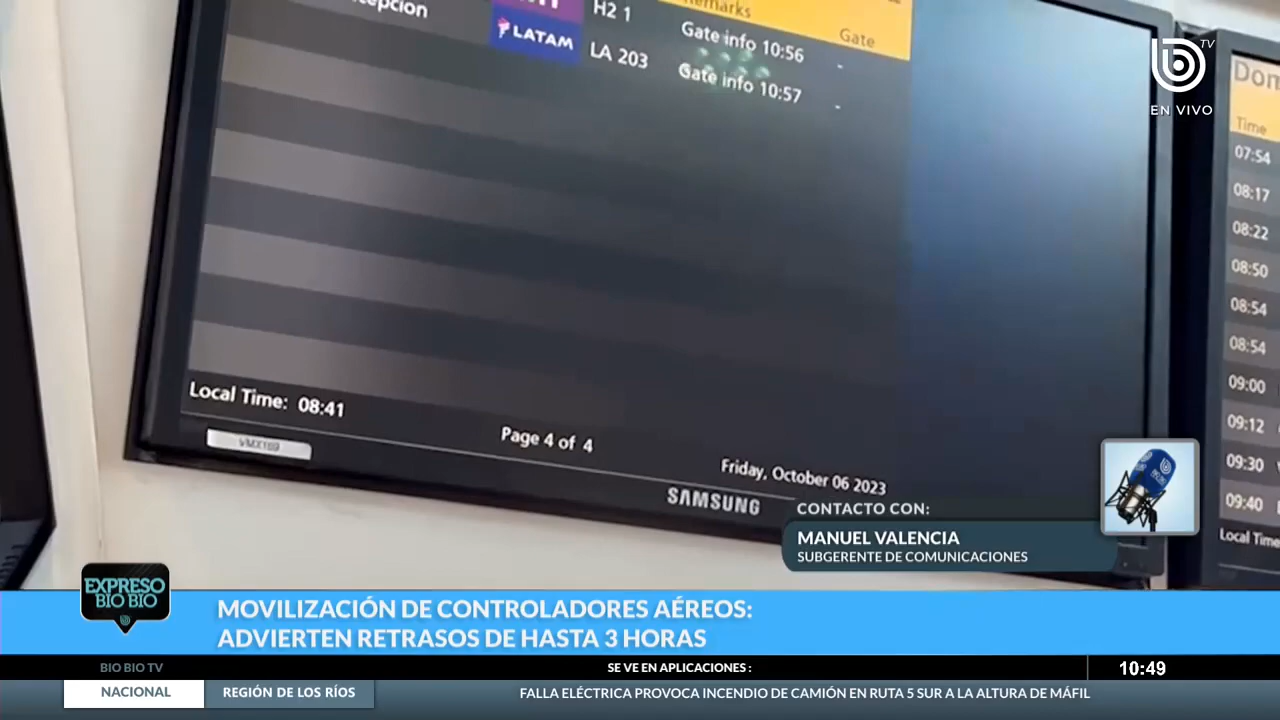 Remarks
Gate
H2 1
Gate info 10:56
-
LATAM
LA 203
Gate info 10:57
-
Local Time: 08:41
VMX169
Page 4 of 4
Friday, October 06 2023
SAMSUNG
TV
EN VIVO
Time
07:54
08:17
08:22
08:50
08:54
08:54
09:00
09:12
09:30
09:40
Local Time
CONTACTO CON:
MANUEL VALENCIA
SUBGERENTE DE COMUNICACIONES
EXPRESO
BIO BIO
MOVILIZACIÓN DE CONTROLADORES AÉREOS:
ADVIERTEN RETRASOS DE HASTA 3 HORAS
BIO BIO TV
SE VE EN APLICACIONES :
10:49
NACIONAL
REGIÓN DE LOS RÍOS
FALLA ELÉCTRICA PROVOCA INCENDIO DE CAMIÓN EN RUTA 5 SUR A LA ALTURA DE MÁFIL